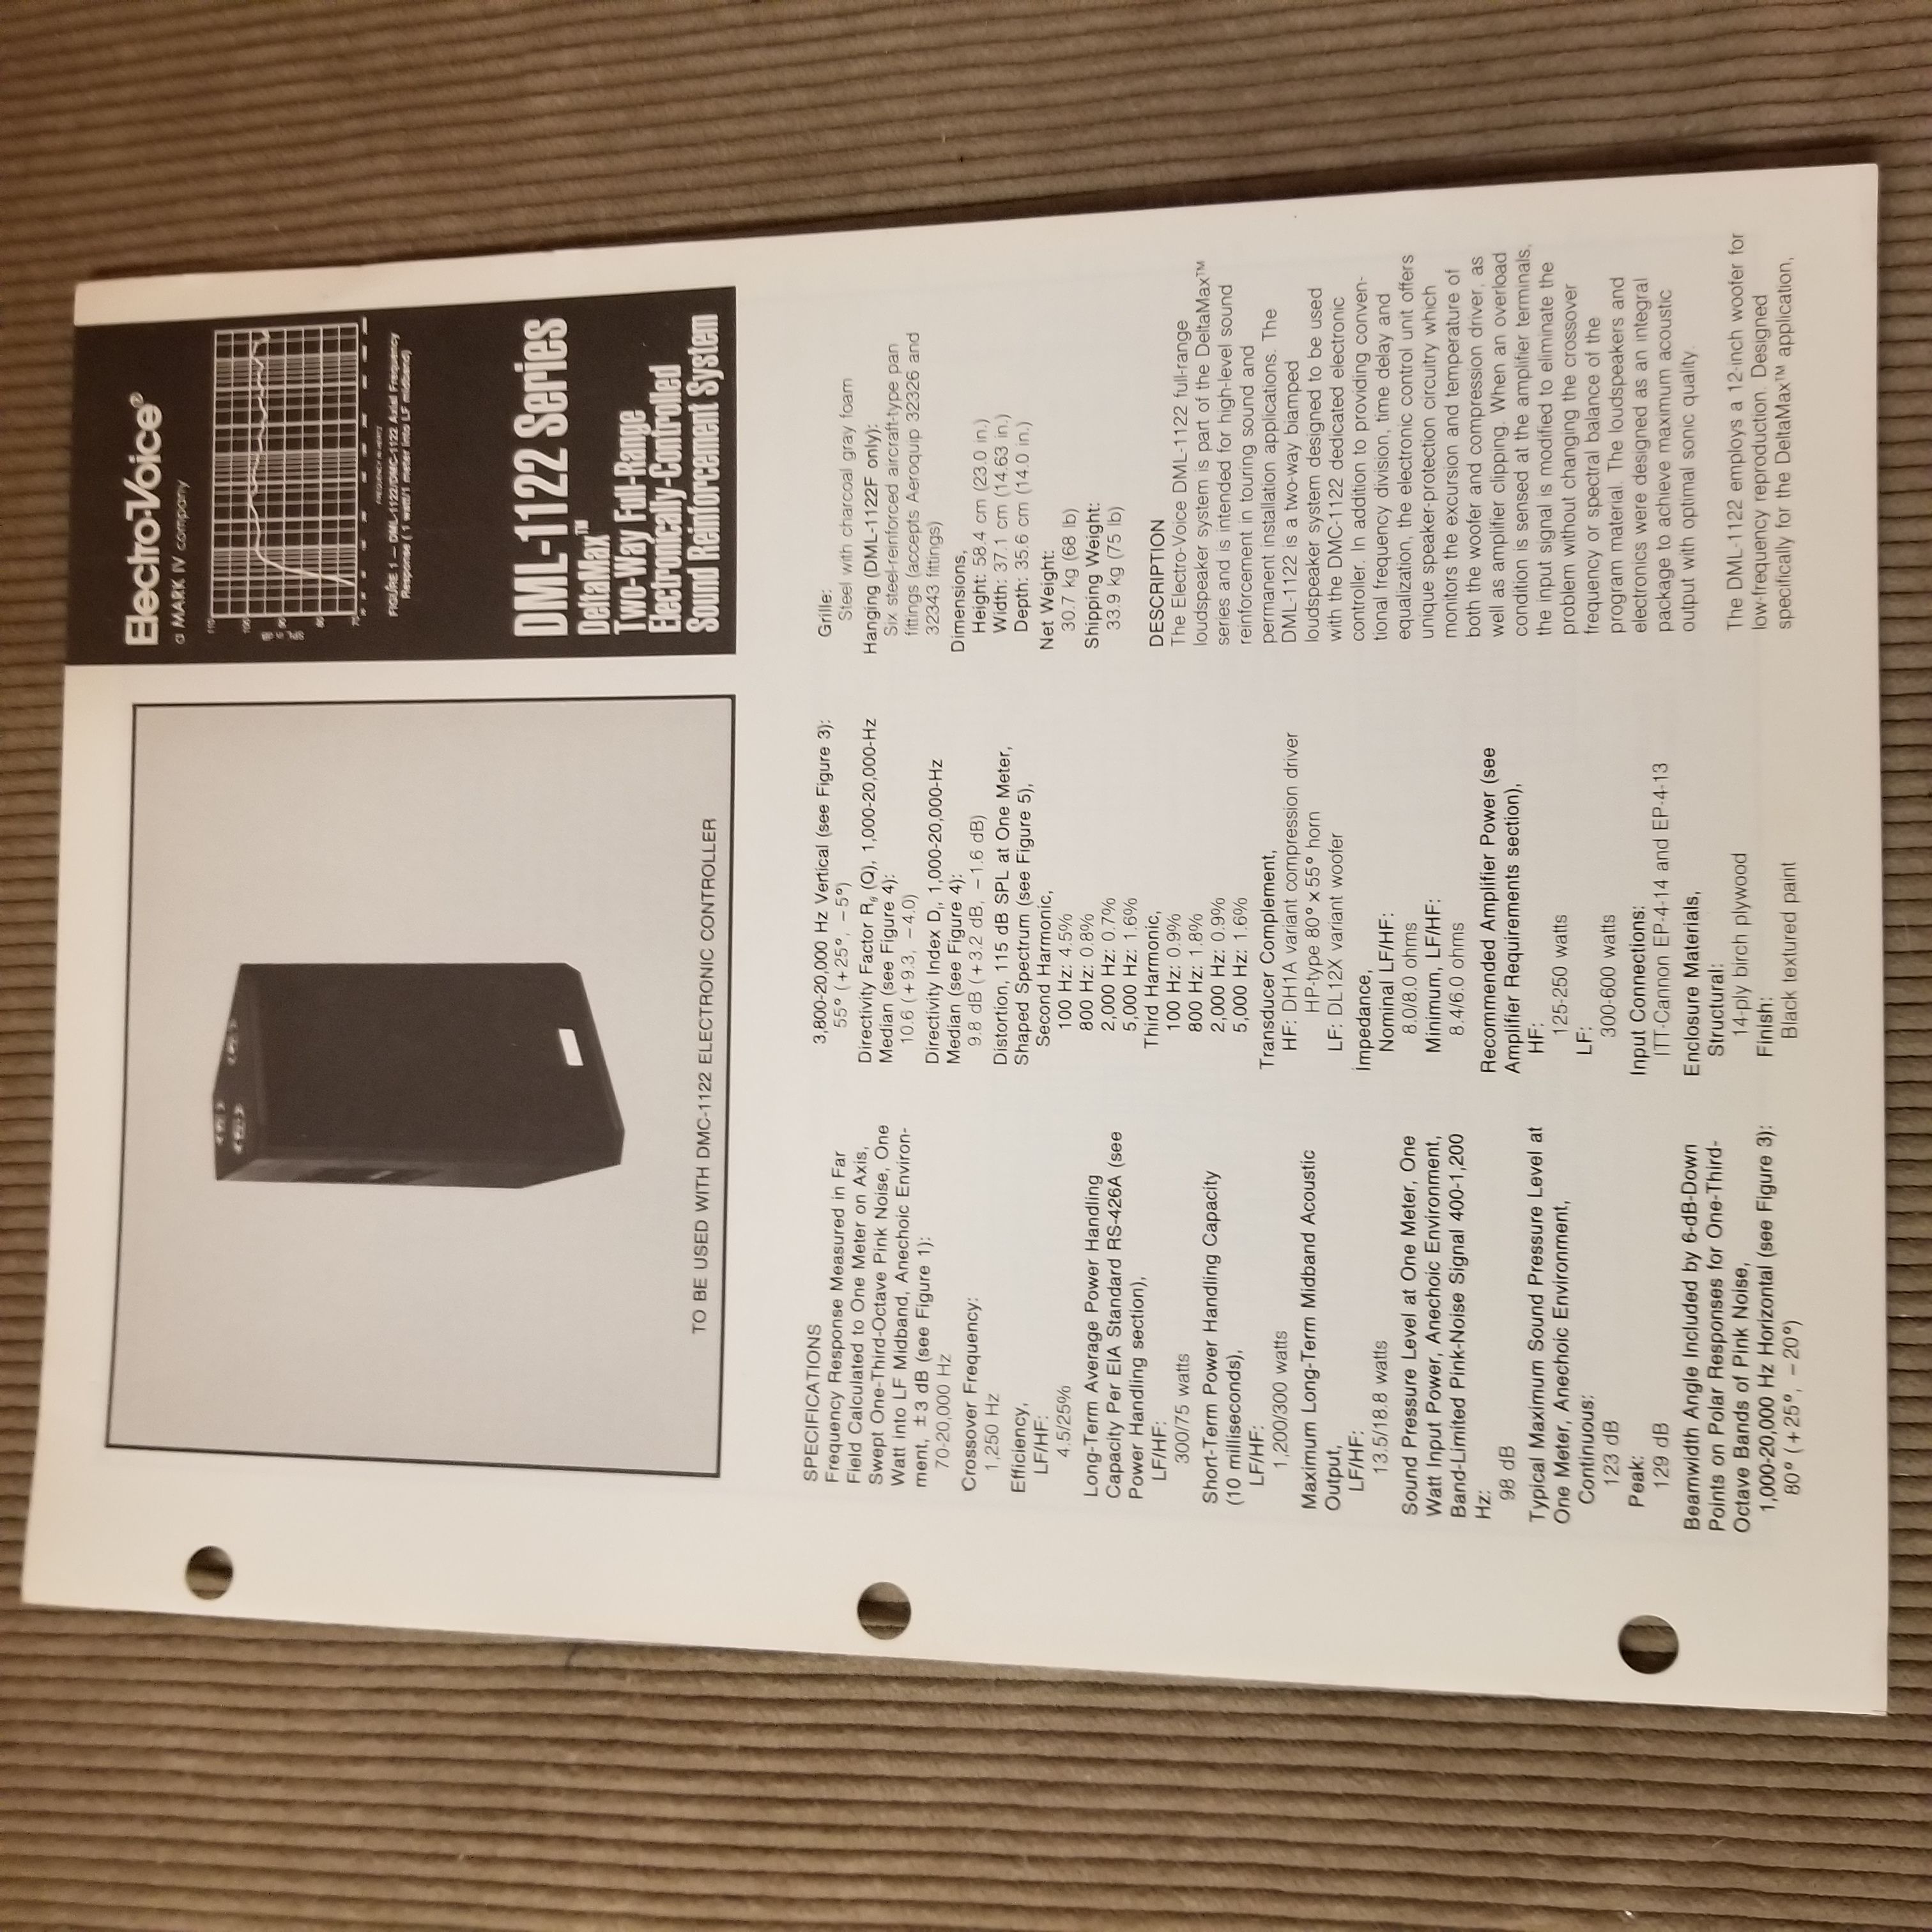 Electro-Voice®
a MARK IV company
110
100
90
80
70
FREQUENCY IN HERTZ
FIGURE 1 — DML-1122/DMC-1122 Axial Frequency
Response (1 watt/1 meter into LF midband)
DML-1122 Series
DeltaMax™
Two-Way Full-Range
Electronically-Controlled
Sound Reinforcement System
TO BE USED WITH DMC-1122 ELECTRONIC CONTROLLER
SPECIFICATIONS
Frequency Response Measured in Far
Field Calculated to One Meter on Axis,
Swept One-Third-Octave Pink Noise, One
Watt into LF Midband, Anechoic Environ-
ment, ±3 dB (see Figure 1):
70-20,000 Hz
Crossover Frequency:
1,250 Hz
Efficiency,
LF/HF:
4.5/25%
Long-Term Average Power Handling
Capacity Per EIA Standard RS-426A (see
Power Handling section),
LF/HF:
300/75 watts
Short-Term Power Handling Capacity
(10 milliseconds),
LF/HF:
1,200/300 watts
Maximum Long-Term Midband Acoustic
Output,
LF/HF:
13.5/18.8 watts
Sound Pressure Level at One Meter, One
Watt Input Power, Anechoic Environment,
Band-Limited Pink-Noise Signal 400-1,200
Hz:
98 dB
Typical Maximum Sound Pressure Level at
One Meter, Anechoic Environment,
Continuous:
123 dB
Peak:
129 dB
Beamwidth Angle Included by 6-dB-Down
Points on Polar Responses for One-Third-
Octave Bands of Pink Noise,
1,000-20,000 Hz Horizontal (see Figure 3):
80° (+25°, −20°)
3,800-20,000 Hz Vertical (see Figure 3):
55° (+25°, −5°)
Directivity Factor Rθ (Q), 1,000-20,000-Hz
Median (see Figure 4):
10.6 (+9.3, −4.0)
Directivity Index Di, 1,000-20,000-Hz
Median (see Figure 4):
9.8 dB (+3.2 dB, −1.6 dB)
Distortion, 115 dB SPL at One Meter,
Shaped Spectrum (see Figure 5),
Second Harmonic,
100 Hz: 4.5%
800 Hz: 0.8%
2,000 Hz: 0.7%
5,000 Hz: 1.6%
Third Harmonic,
100 Hz: 0.9%
800 Hz: 1.8%
2,000 Hz: 0.9%
5,000 Hz: 1.6%
Transducer Complement,
HF: DH1A variant compression driver
HP-type 80° x 55° horn
LF: DL12X variant woofer
Impedance,
Nominal LF/HF:
8.0/8.0 ohms
Minimum, LF/HF:
8.4/6.0 ohms
Recommended Amplifier Power (see
Amplifier Requirements section),
HF:
125-250 watts
LF:
300-600 watts
Input Connections:
ITT-Cannon EP-4-14 and EP-4-13
Enclosure Materials,
Structural:
14-ply birch plywood
Finish:
Black textured paint
Grille:
Steel with charcoal gray foam
Hanging (DML-1122F only):
Six steel-reinforced aircraft-type pan
fittings (accepts Aeroquip 32326 and
32343 fittings)
Dimensions,
Height: 58.4 cm (23.0 in.)
Width: 37.1 cm (14.63 in.)
Depth: 35.6 cm (14.0 in.)
Net Weight:
30.7 kg (68 lb)
Shipping Weight:
33.9 kg (75 lb)
DESCRIPTION
The Electro-Voice DML-1122 full-range
loudspeaker system is part of the DeltaMax™
series and is intended for high-level sound
reinforcement in touring sound and
permanent installation applications. The
DML-1122 is a two-way biamped
loudspeaker system designed to be used
with the DMC-1122 dedicated electronic
controller. In addition to providing conven-
tional frequency division, time delay and
equalization, the electronic control unit offers
unique speaker-protection circuitry which
monitors the excursion and temperature of
both the woofer and compression driver, as
well as amplifier clipping. When an overload
condition is sensed at the amplifier terminals,
the input signal is modified to eliminate the
problem without changing the crossover
frequency or spectral balance of the
program material. The loudspeakers and
electronics were designed as an integral
package to achieve maximum acoustic
output with optimal sonic quality.
The DML-1122 employs a 12-inch woofer for
low-frequency reproduction. Designed
specifically for the DeltaMax™ application,